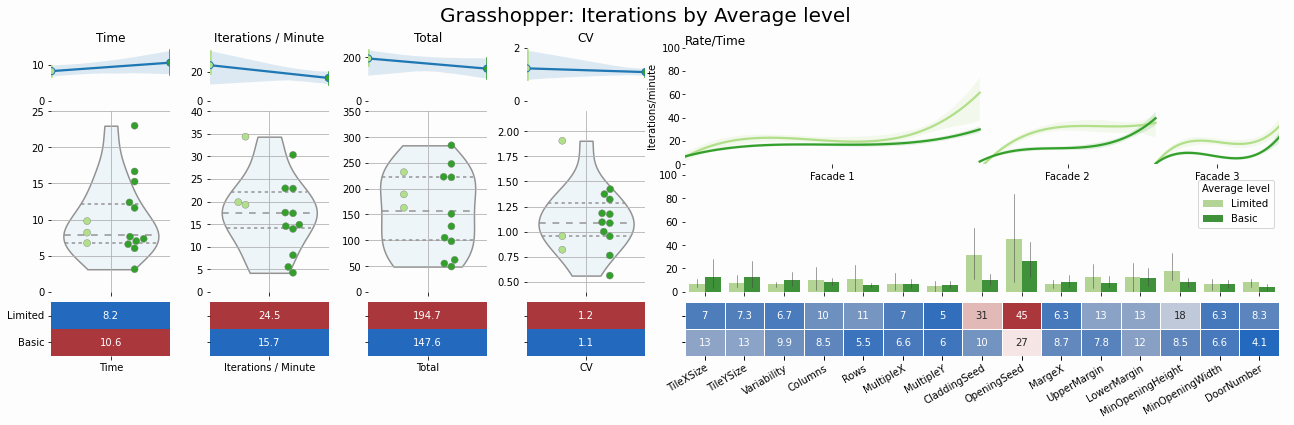 Grasshopper: Iterations by Average level
Time
Iterations / Minute
Total
CV
Rate/Time
10
0
20
0
200
0
2
0
25
20
15
10
5
0
40
35
30
25
20
15
10
5
0
350
300
250
200
150
100
50
0
2.00
1.75
1.50
1.25
1.00
0.75
0.50
Iterations/minute
100
80
60
40
20
0
Facade 1
Facade 2
Facade 3
100
80
60
40
20
0
Average level
Limited
Basic
Limited 8.2 24.5 194.7 1.2 7 7.3 6.7 10 11 7 5 31 45 6.3 13 13 18 6.3 8.3
Basic 10.6 15.7 147.6 1.1 13 13 9.9 8.5 5.5 6.6 6 10 27 8.7 7.8 12 8.5 6.6 4.1
Time
Iterations / Minute
Total
CV
TileXSize
TileYSize
Variability
Columns
Rows
MultipleX
MultipleY
CladdingSeed
OpeningSeed
MargeX
UpperMargin
LowerMargin
MinOpeningHeight
MinOpeningWidth
DoorNumber